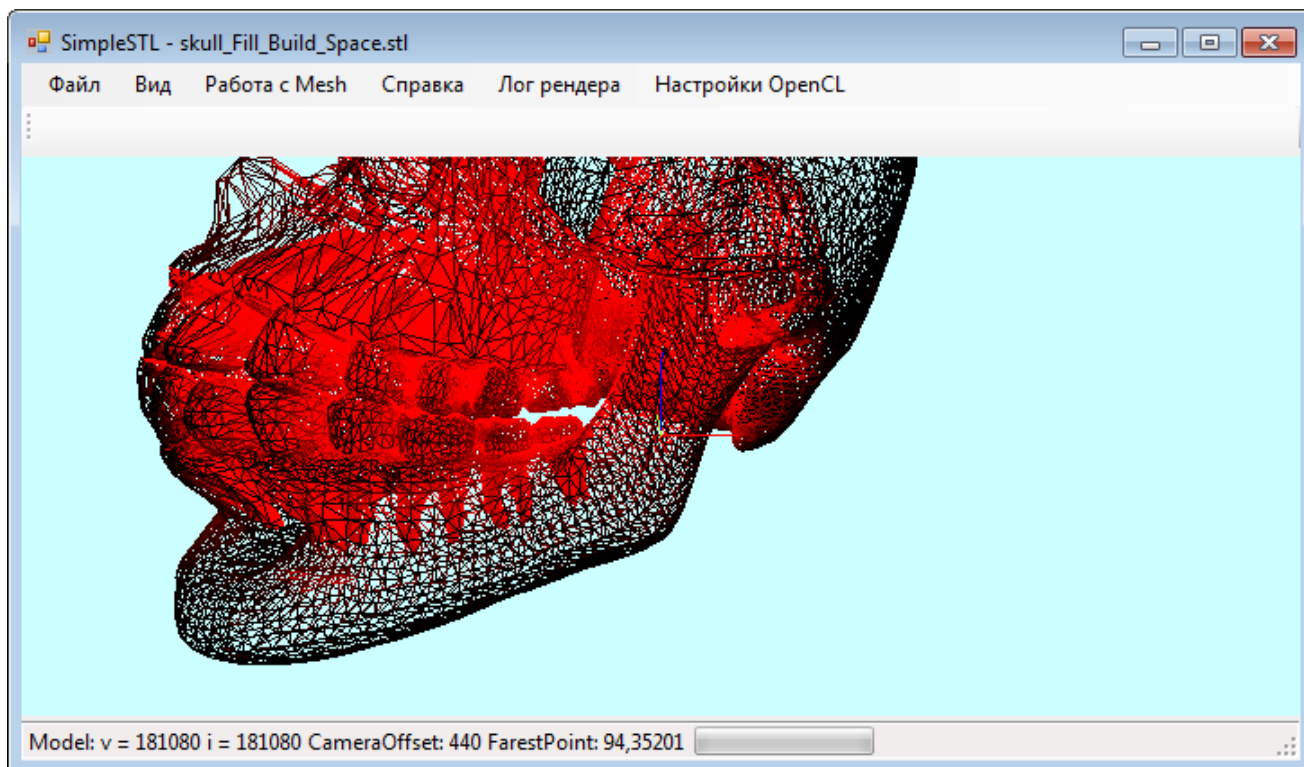 SimpleSTL - skull_Fill_Build_Space.stl
Файл Вид Работа с Mesh Справка Лог рендера Настройки OpenCL
Model: v = 181080 i = 181080 CameraOffset: 440 FarestPoint: 94,35201